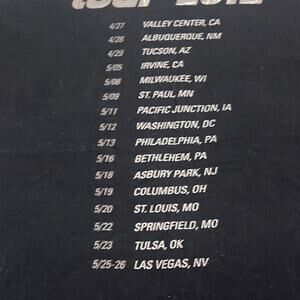 tour 2012
4/27 VALLEY CENTER, CA
4/28 ALBUQUERQUE, NM
4/29 TUCSON, AZ
5/05 IRVINE, CA
5/08 MILWAUKEE, WI
5/09 ST. PAUL, MN
5/11 PACIFIC JUNCTION, IA
5/12 WASHINGTON, DC
5/13 PHILADELPHIA, PA
5/16 BETHLEHEM, PA
5/18 ASBURY PARK, NJ
5/19 COLUMBUS, OH
5/20 ST. LOUIS, MO
5/22 SPRINGFIELD, MO
5/23 TULSA, OK
5/25-26 LAS VEGAS, NV